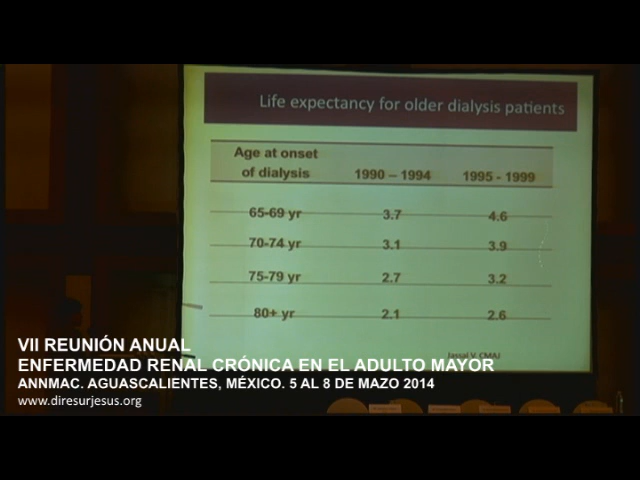 Life expectancy for older dialysis patients
Age at onset
of dialysis 1990 – 1994 1995 - 1999
65-69 yr 3.7 4.6
70-74 yr 3.1 3.9
75-79 yr 2.7 3.2
80+ yr 2.1 2.6
Jassal V. CMAJ
VII REUNIÓN ANUAL
ENFERMEDAD RENAL CRÓNICA EN EL ADULTO MAYOR
ANNMAC. AGUASCALIENTES, MÉXICO. 5 AL 8 DE MAZO 2014
www.diresurjesus.org